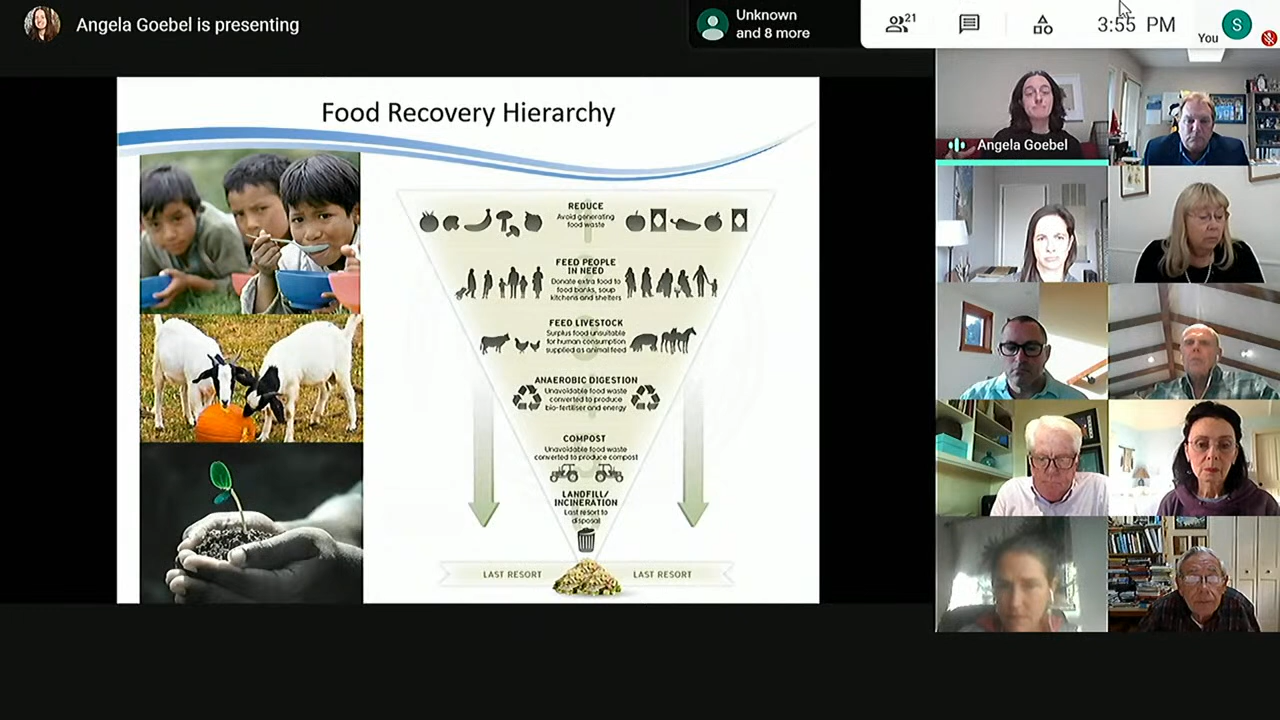 Angela Goebel is presenting
Unknown
and 8 more
21
3:55 PM
You
S
Food Recovery Hierarchy
REDUCE
Avoid generating
food waste
FEED PEOPLE
IN NEED
Donate extra food to
food banks, soup
kitchens and shelters
FEED LIVESTOCK
Surplus food unsuitable
for human consumption
supplied as animal feed
ANAEROBIC DIGESTION
Unavoidable food waste
converted to produce
bio-fertiliser and energy
COMPOST
Unavoidable food waste
converted to produce compost
LANDFILL/
INCINERATION
Last resort to
disposal
LAST RESORT
LAST RESORT
Angela Goebel